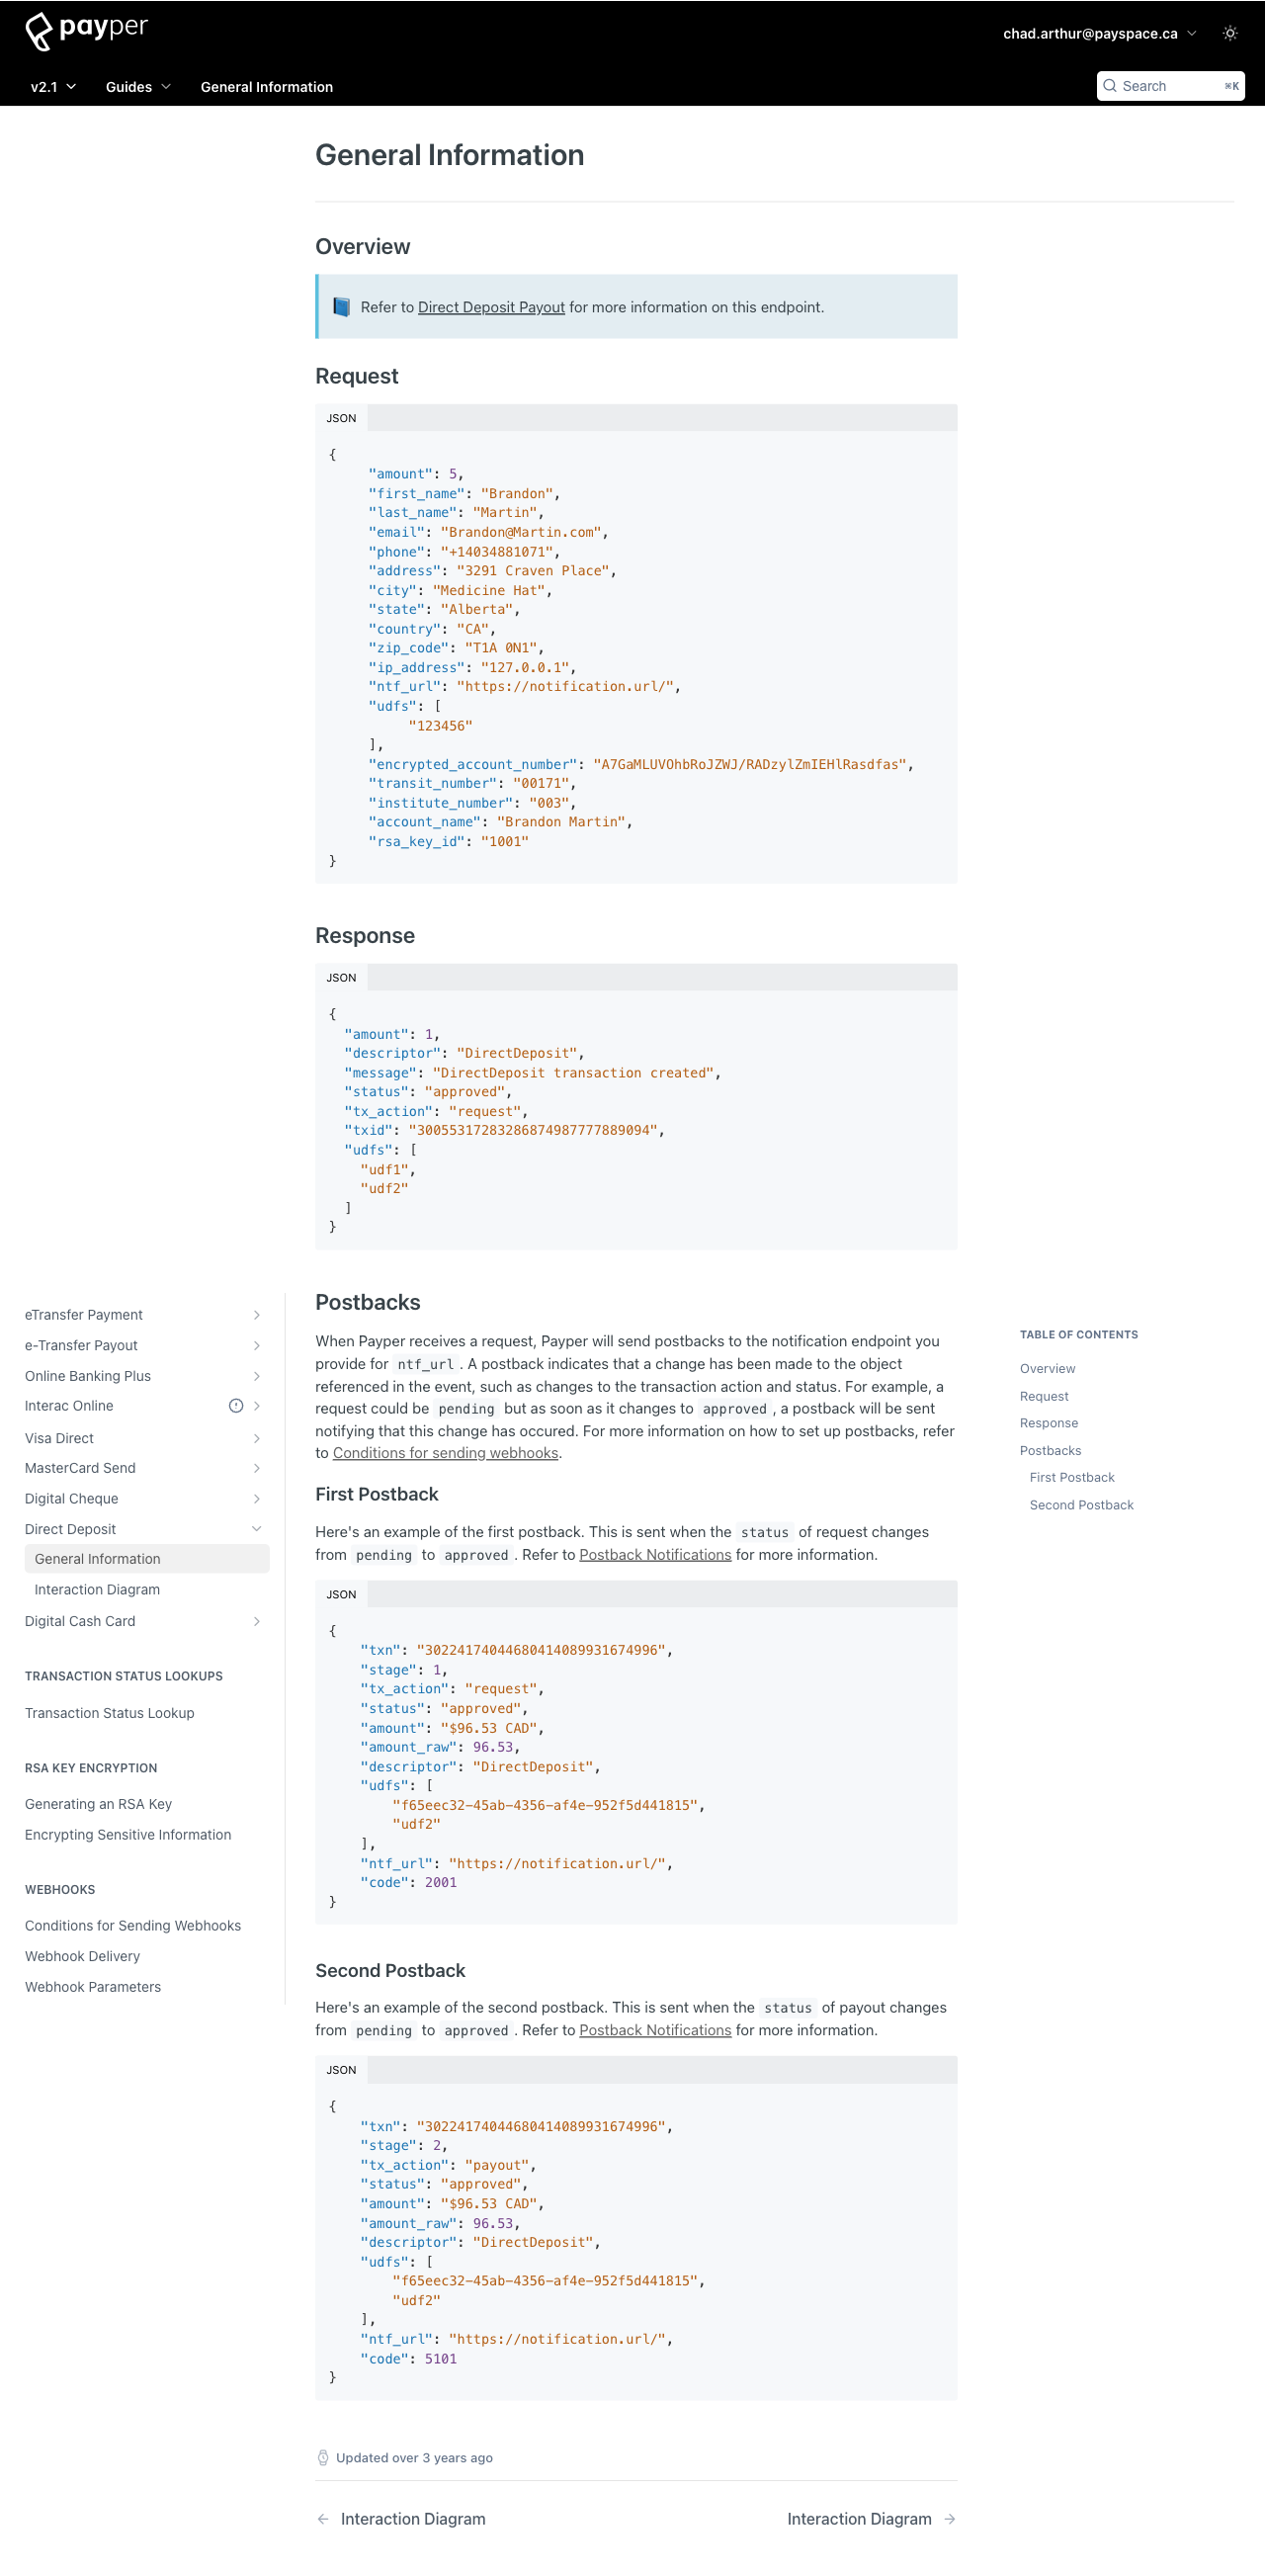 payper
chad.arthur@payspace.ca
v2.1
Guides
General Information
Search
⌘K
General Information
Overview
📘 Refer to Direct Deposit Payout for more information on this endpoint.
Request
JSON
{
"amount": 5,
"first_name": "Brandon",
"last_name": "Martin",
"email": "Brandon@Martin.com",
"phone": "+14034881071",
"address": "3291 Craven Place",
"city": "Medicine Hat",
"state": "Alberta",
"country": "CA",
"zip_code": "T1A 0N1",
"ip_address": "127.0.0.1",
"ntf_url": "https://notification.url/",
"udfs": [
"123456"
],
"encrypted_account_number": "A7GaMLUVOhbRoJZWJ/RADzylZmIEHlRasdfas",
"transit_number": "00171",
"institute_number": "003",
"account_name": "Brandon Martin",
"rsa_key_id": "1001"
}
Response
JSON
{
"amount": 1,
"descriptor": "DirectDeposit",
"message": "DirectDeposit transaction created",
"status": "approved",
"tx_action": "request",
"txid": "30055317283286874987777889094",
"udfs": [
"udf1",
"udf2"
]
}
eTransfer Payment
e-Transfer Payout
Online Banking Plus
Interac Online
Visa Direct
MasterCard Send
Digital Cheque
Direct Deposit
General Information
Interaction Diagram
Digital Cash Card
TRANSACTION STATUS LOOKUPS
Transaction Status Lookup
RSA KEY ENCRYPTION
Generating an RSA Key
Encrypting Sensitive Information
WEBHOOKS
Conditions for Sending Webhooks
Webhook Delivery
Webhook Parameters
Postbacks
When Payper receives a request, Payper will send postbacks to the notification endpoint you
provide for ntf_url. A postback indicates that a change has been made to the object
referenced in the event, such as changes to the transaction action and status. For example, a
request could be pending but as soon as it changes to approved, a postback will be sent
notifying that this change has occured. For more information on how to set up postbacks, refer
to Conditions for sending webhooks.
First Postback
Here's an example of the first postback. This is sent when the status of request changes
from pending to approved. Refer to Postback Notifications for more information.
JSON
{
"txn": "30224174044680414089931674996",
"stage": 1,
"tx_action": "request",
"status": "approved",
"amount": "$96.53 CAD",
"amount_raw": 96.53,
"descriptor": "DirectDeposit",
"udfs": [
"f65eec32-45ab-4356-af4e-952f5d441815",
"udf2"
],
"ntf_url": "https://notification.url/",
"code": 2001
}
Second Postback
Here's an example of the second postback. This is sent when the status of payout changes
from pending to approved. Refer to Postback Notifications for more information.
JSON
{
"txn": "30224174044680414089931674996",
"stage": 2,
"tx_action": "payout",
"status": "approved",
"amount": "$96.53 CAD",
"amount_raw": 96.53,
"descriptor": "DirectDeposit",
"udfs": [
"f65eec32-45ab-4356-af4e-952f5d441815",
"udf2"
],
"ntf_url": "https://notification.url/",
"code": 5101
}
Updated over 3 years ago
← Interaction Diagram
Interaction Diagram →
TABLE OF CONTENTS
Overview
Request
Response
Postbacks
First Postback
Second Postback